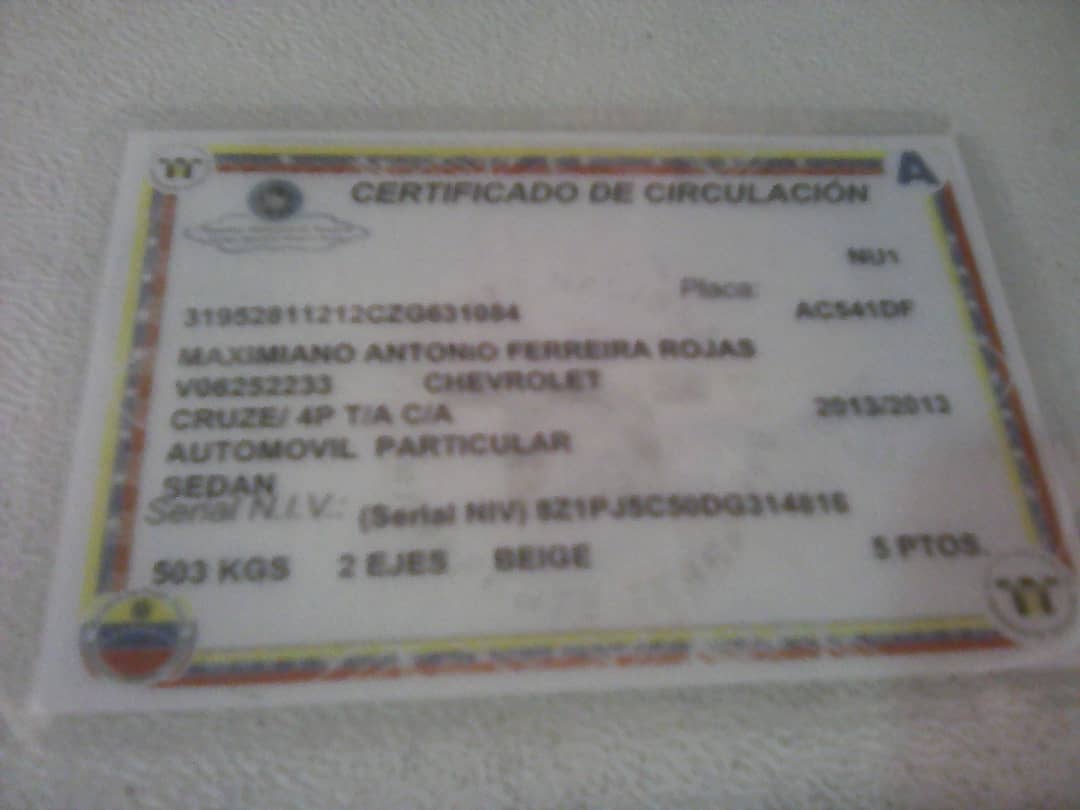 A
CERTIFICADO DE CIRCULACIÓN
NU1
Placa:
31952811212CZG631084 AC541DF
MAXIMIANO ANTONIO FERREIRA ROJAS
V06252233 CHEVROLET
CRUZE/ 4P T/A C/A 2013/2013
AUTOMOVIL PARTICULAR
SEDAN
Serial N.I.V.: (Serial NIV) 8Z1PJ5C50DG314816
503 KGS 2 EJES BEIGE 5 PTOS.